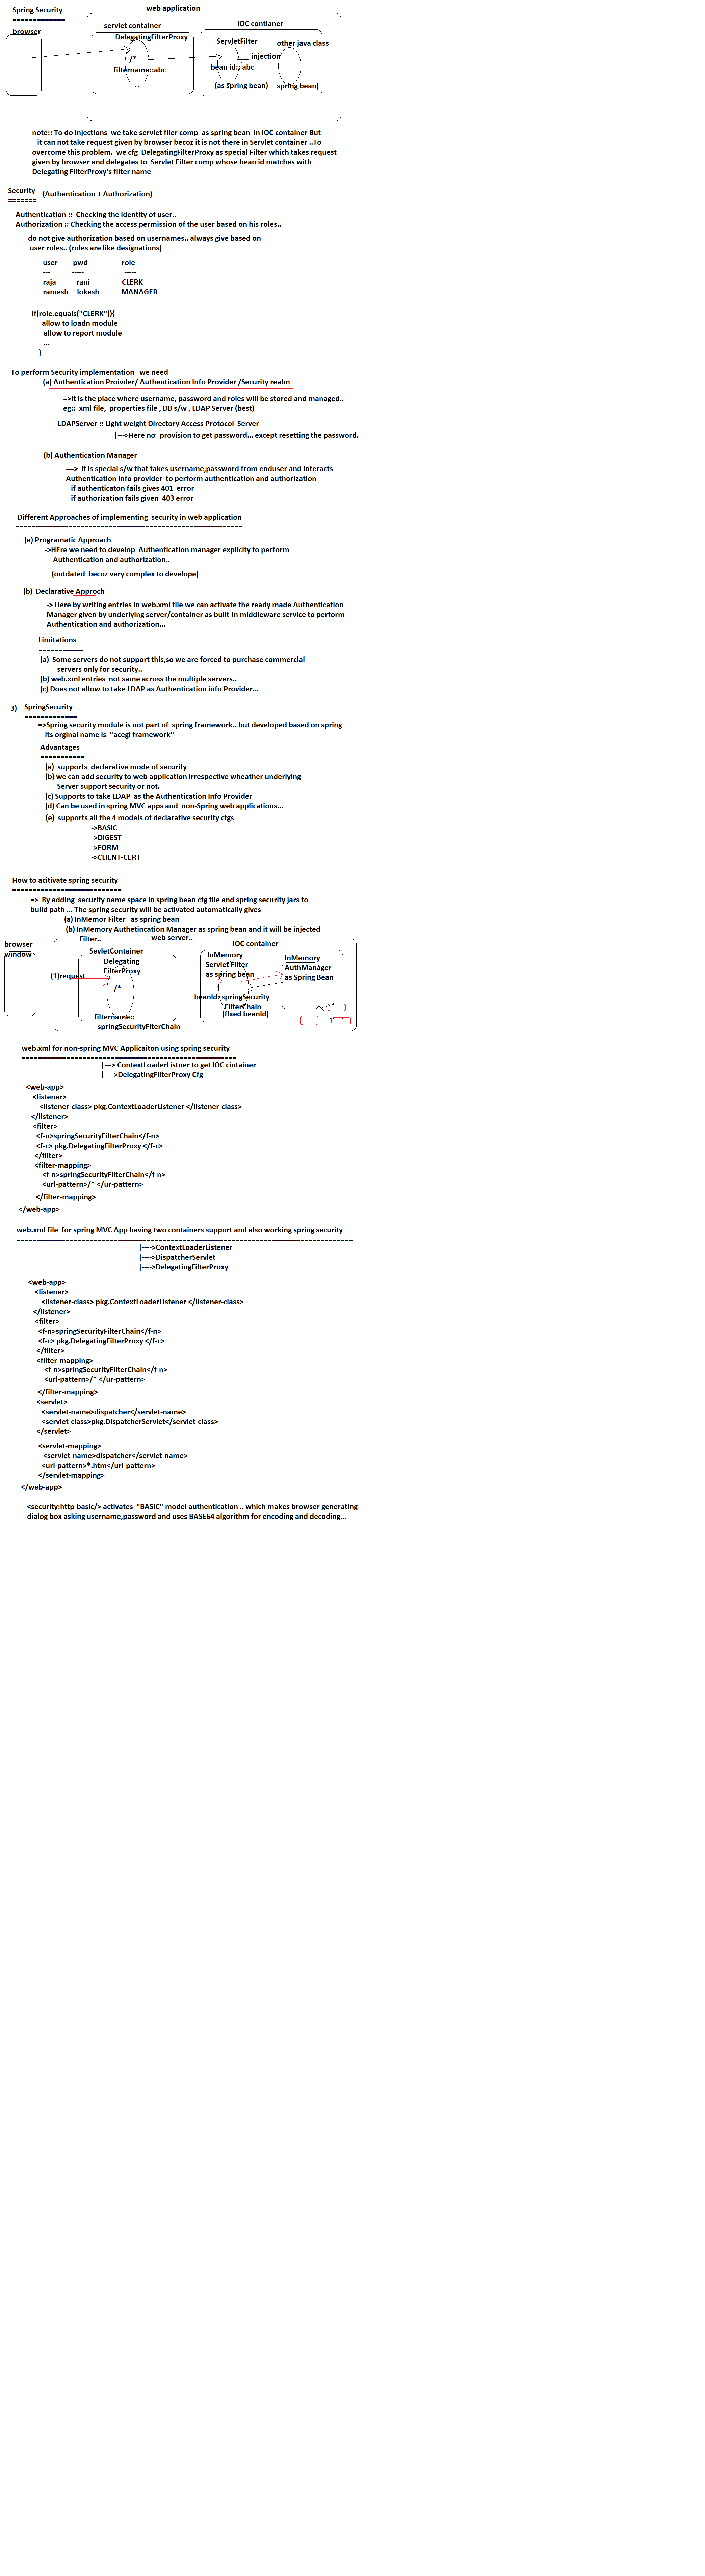 Spring Security
=============
web application
browser
servlet container
IOC contianer
DelegatingFilterProxy
ServletFilter
other java class
/*
injection
filtername::abc
bean id:: abc
(as spring bean)
spring bean)
note:: To do injections  we take servlet filer comp  as spring bean  in IOC container But
it can not take request given by browser becoz it is not there in Servlet container ..To
overcome this problem.  we cfg  DelegatingFilterProxy as special Filter which takes request
given by browser and delegates to  Servlet Filter comp whose bean id matches with
Delegating FilterProxy's filter name
Security    (Authentication + Authorization)
=======
Authentication ::  Checking the identity of user..
Authorization :: Checking the access permission of the user based on his roles..
do not give authorization based on usernames.. always give based on
user roles.. (roles are like designations)
user        pwd                  role
---           -----                   -----
raja           rani                 CLERK
ramesh    lokesh            MANAGER
if(role.equals("CLERK")){
allow to loadn module
allow to report module
...
}
To perform Security implementation   we need
(a) Authentication Proivder/ Authentication Info Provider /Security realm
=>It is the place where username, password and roles will be stored and managed..
eg::  xml file,  properties file , DB s/w , LDAP Server (best)
LDAPServer :: Light weight Directory Access Protocol  Server
|--->Here no  provision to get password... except resetting the password.
(b) Authentication Manager
==>  It is special s/w that takes username,password from enduser and interacts
Authentication info provider  to perform authentication and authorization
if authenticaton fails gives 401  error
if authorization fails given  403 error
Different Approaches of implementing  security in web application
========================================================
(a) Programatic Approach
->HEre we need to develop  Authentication manager explicity to perform
Authentication and authorization..
(outdated  becoz very complex to develope)
(b)  Declarative Approch
-> Here by writing entries in web.xml file we can activate the ready made Authentication
Manager given by underlying server/container as built-in middleware service to perform
Authentication and authorization...
Limitations
===========
(a)  Some servers do not support this,so we are forced to purchase commercial
servers only for security..
(b) web.xml entries  not same across the multiple servers..
(c) Does not allow to take LDAP as Authentication info Provider...
3)   SpringSecurity
=============
=>Spring security module is not part of  spring framework.. but developed based on spring
its orginal name is  "acegi framework"
Advantages
===========
(a)  supports  declarative mode of security
(b) we can add security to web application irrespective wheather underlying
Server support security or not.
(c) Supports to take LDAP  as the Authentication Info Provider
(d) Can be used in spring MVC apps and  non-Spring web applications...
(e)  supports all the 4 models of declarative security cfgs
->BASIC
->DIGEST
->FORM
->CLIENT-CERT
How to acitivate spring security
===========================
=>  By adding  security name space in spring bean cfg file and spring security jars to
build path ... The spring security will be activated automatically gives
(a) InMemor Filter   as spring bean
(b) InMemory Authetincation Manager as spring bean and it will be injected
Filter..
web server..
browser
window
IOC container
SevletContainer
InMemory
Servlet Filter
as spring bean
InMemory
AuthManager
as Spring Bean
Delegating
FilterProxy
(1)request
/*
beanId: springSecurity
FilterChain
(fixed beanId)
filtername::
springSecurityFiterChain
web.xml for non-spring MVC Applicaiton using spring security
=====================================================
|---> ContextLoaderListner to get IOC cintainer
|---->DelegatingFilterProxy Cfg
<web-app>
<listener>
<listener-class> pkg.ContextLoaderListener </listener-class>
</listener>
<filter>
<f-n>springSecurityFilterChain</f-n>
<f-c> pkg.DelegatingFilterProxy </f-c>
</filter>
<filter-mapping>
<f-n>springSecurityFilterChain</f-n>
<url-pattern>/* </ur-pattern>
</filter-mapping>
</web-app>
web.xml file  for spring MVC App having two containers support and also working spring security
===================================================================================
|---->ContextLoaderListener
|---->DispatcherServlet
|---->DelegatingFilterProxy
<web-app>
<listener>
<listener-class> pkg.ContextLoaderListener </listener-class>
</listener>
<filter>
<f-n>springSecurityFilterChain</f-n>
<f-c> pkg.DelegatingFilterProxy </f-c>
</filter>
<filter-mapping>
<f-n>springSecurityFilterChain</f-n>
<url-pattern>/* </ur-pattern>
</filter-mapping>
<servlet>
<servlet-name>dispatcher</servlet-name>
<servlet-class>pkg.DispatcherServlet</servlet-class>
</servlet>
<servlet-mapping>
<servlet-name>dispatcher</servlet-name>
<url-pattern>*.htm</url-pattern>
</servlet-mapping>
</web-app>
<security:http-basic/> activates  "BASIC" model authentication .. which makes browser generating
dialog box asking username,password and uses BASE64 algorithm for encoding and decoding...